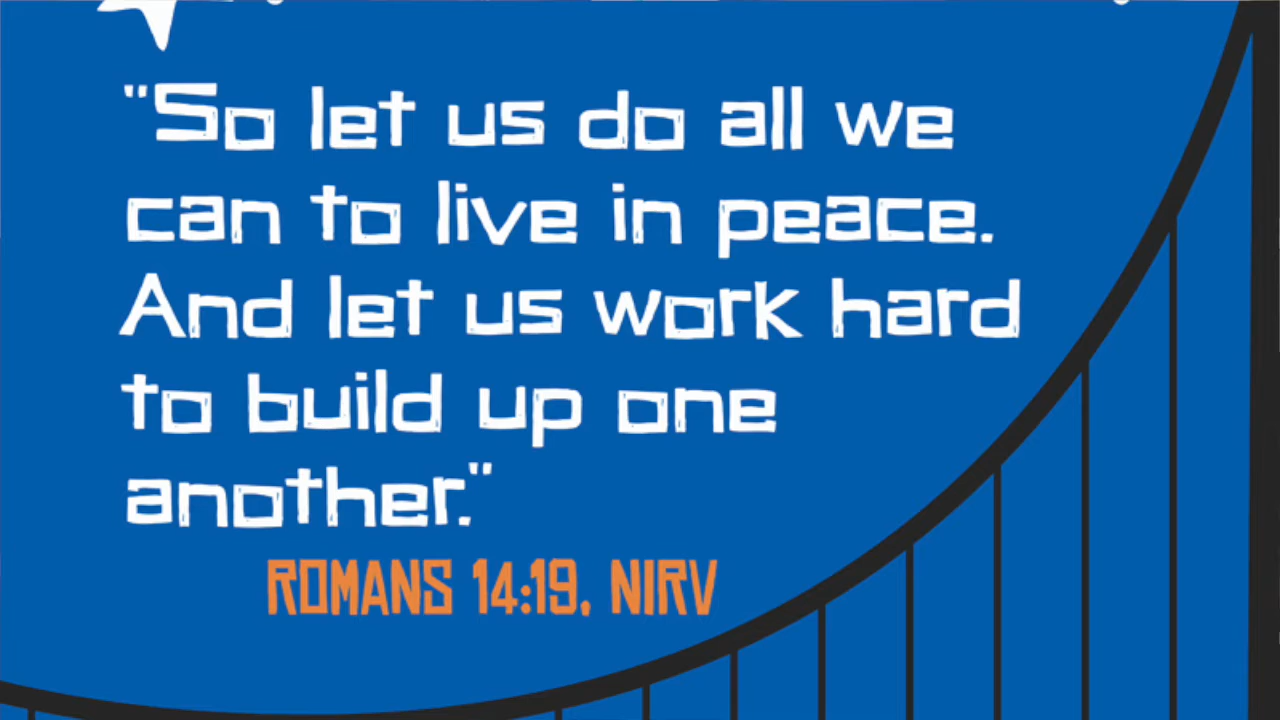 "So let us do all we
can to live in peace.
And let us work hard
to build up one
another."
ROMANS 14:19, NIRV